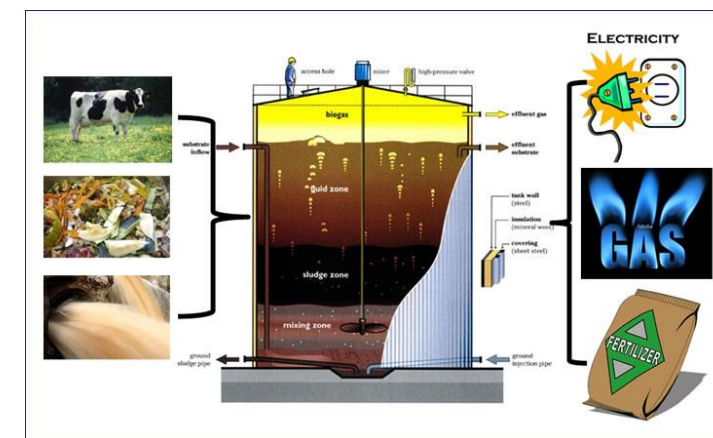 ELECTRICITY
access hole
mixer
high-pressure valve
biogas
effluent gas
substrate
inflow
effluent
substrate
fluid zone
tank wall
(steel)
insulation
(mineral wool)
covering
(sheet steel)
GAS
sludge zone
mixing zone
FERTILIZER
ground
sludge pipe
ground
injection pipe